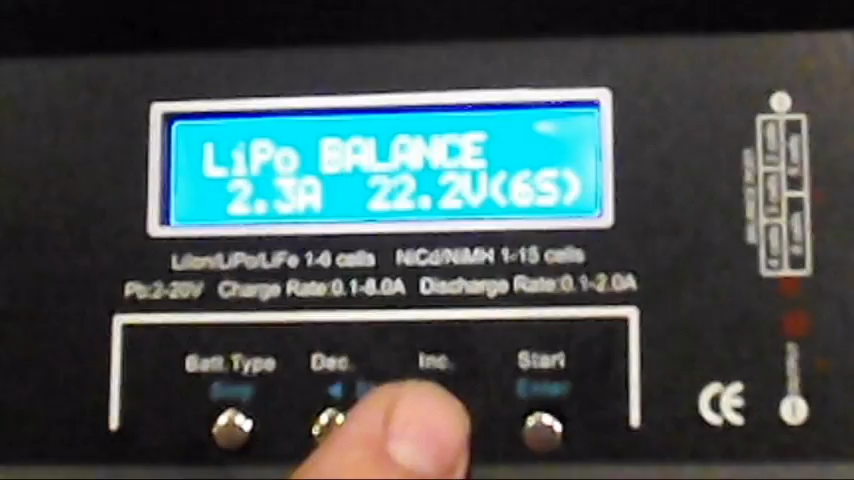 LiPo BALANCE
2.3A 22.2V(6S)
LiIon/LiPo/LiFe 1-6 cells NiCd/NiMH 1-15 cells
Pb:2-20V Charge Rate:0.1-8.0A Discharge Rate:0.1-2.0A
Batt.Type Dec. Inc. Start
Stop ◄ Enter
CE